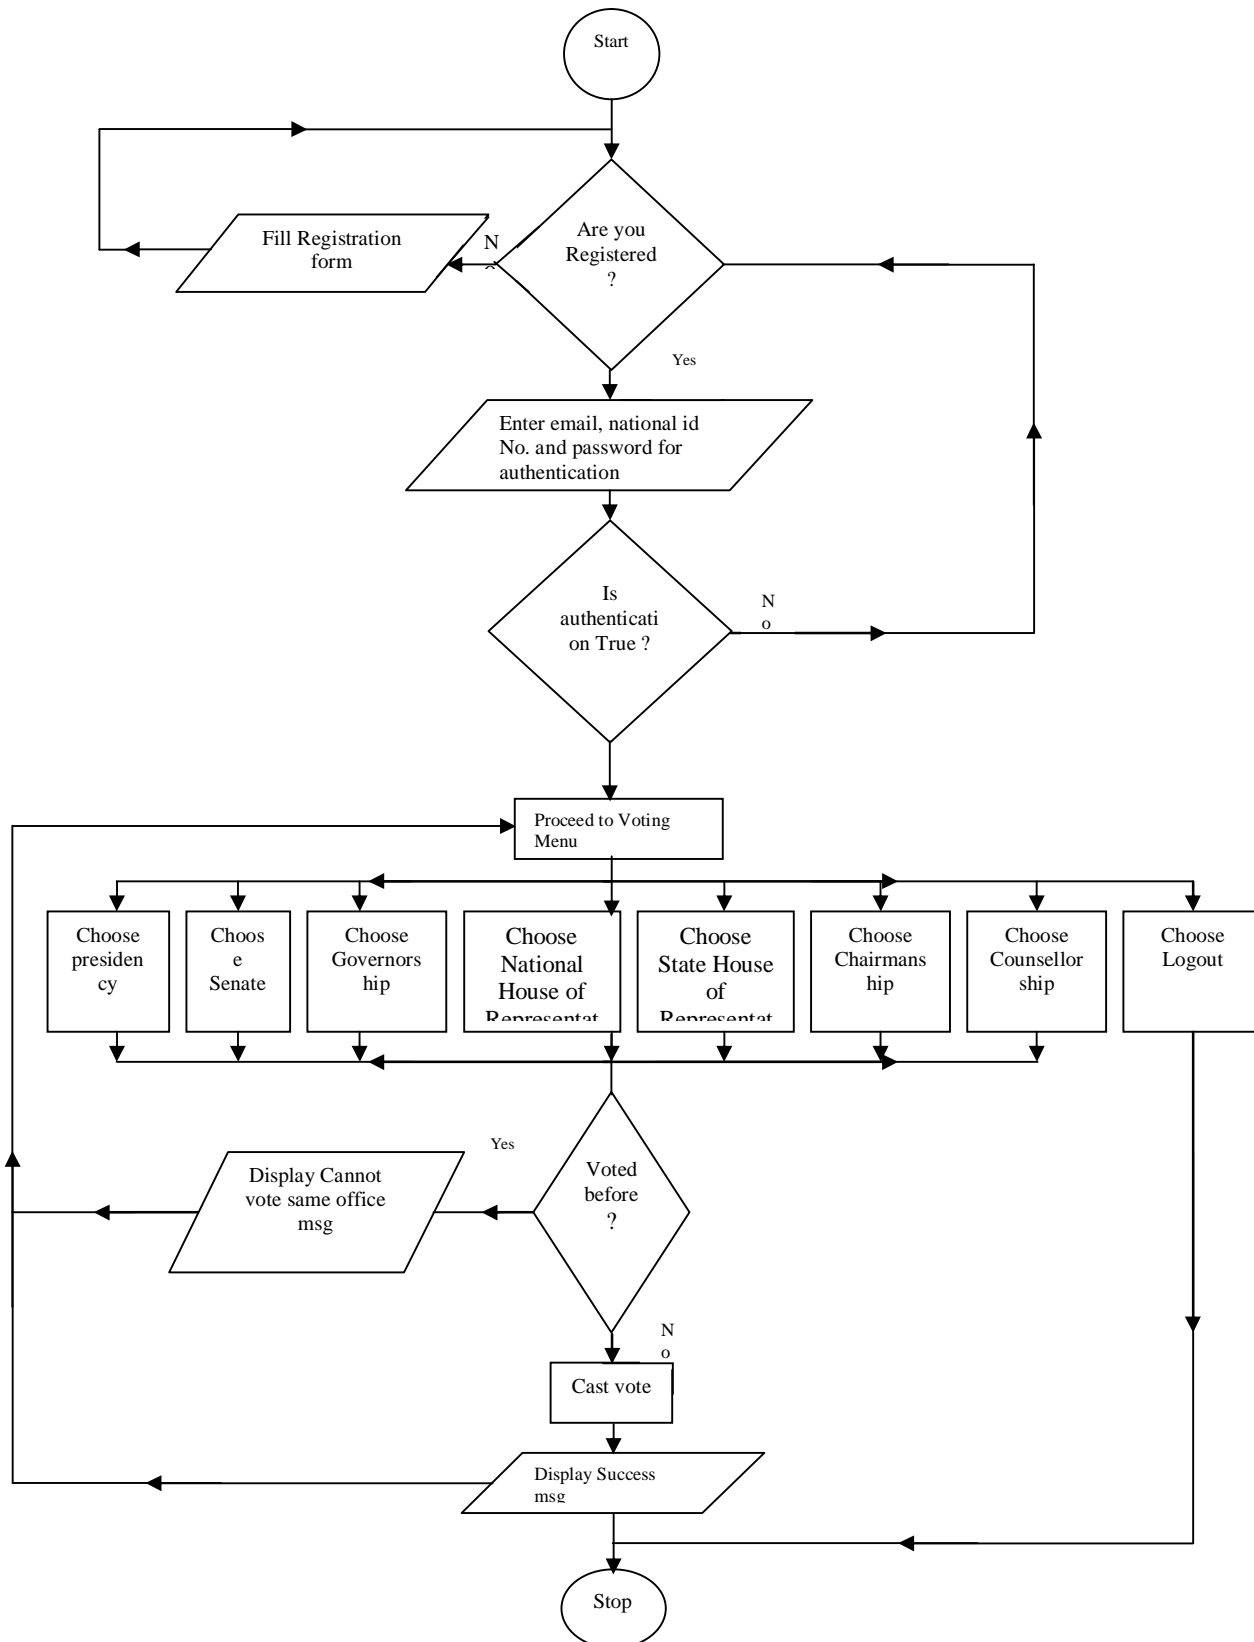 Start
Are you
Registered
?
N
Fill Registration
form
Yes
Enter email, national id
No. and password for
authentication
Is
authenticati
on True ?
N
o
Proceed to Voting
Menu
Choose
presiden
cy
Choos
e
Senate
Choose
Governors
hip
Choose
National
House of
Representat
Choose
State House
of
Representat
Choose
Chairmans
hip
Choose
Counsellor
ship
Choose
Logout
Yes
Voted
before
?
Display Cannot
vote same office
msg
N
o
Cast vote
Display Success
msg
Stop